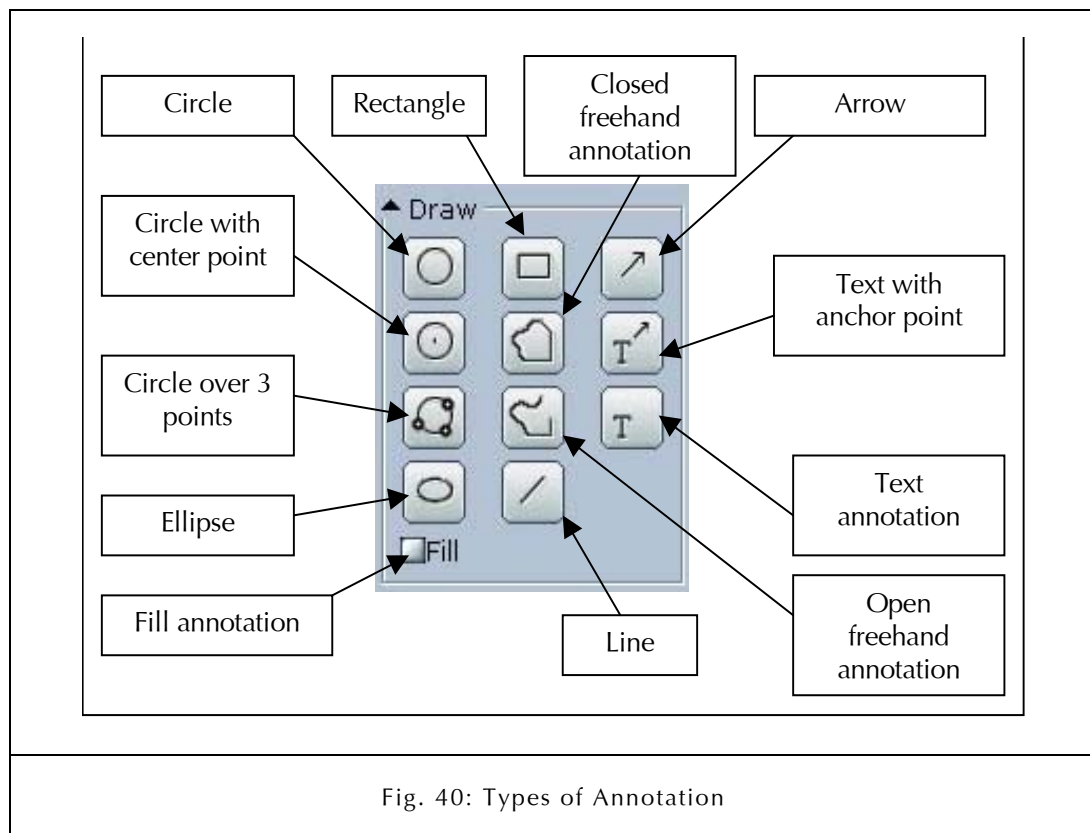 Circle
Rectangle
Closed
freehand
annotation
Arrow
Circle with
center point
Draw
Text with
anchor point
T
Circle over 3
points
T
Text
annotation
Ellipse
Fill
Fill annotation
Line
Open
freehand
annotation
Fig. 40: Types of Annotation